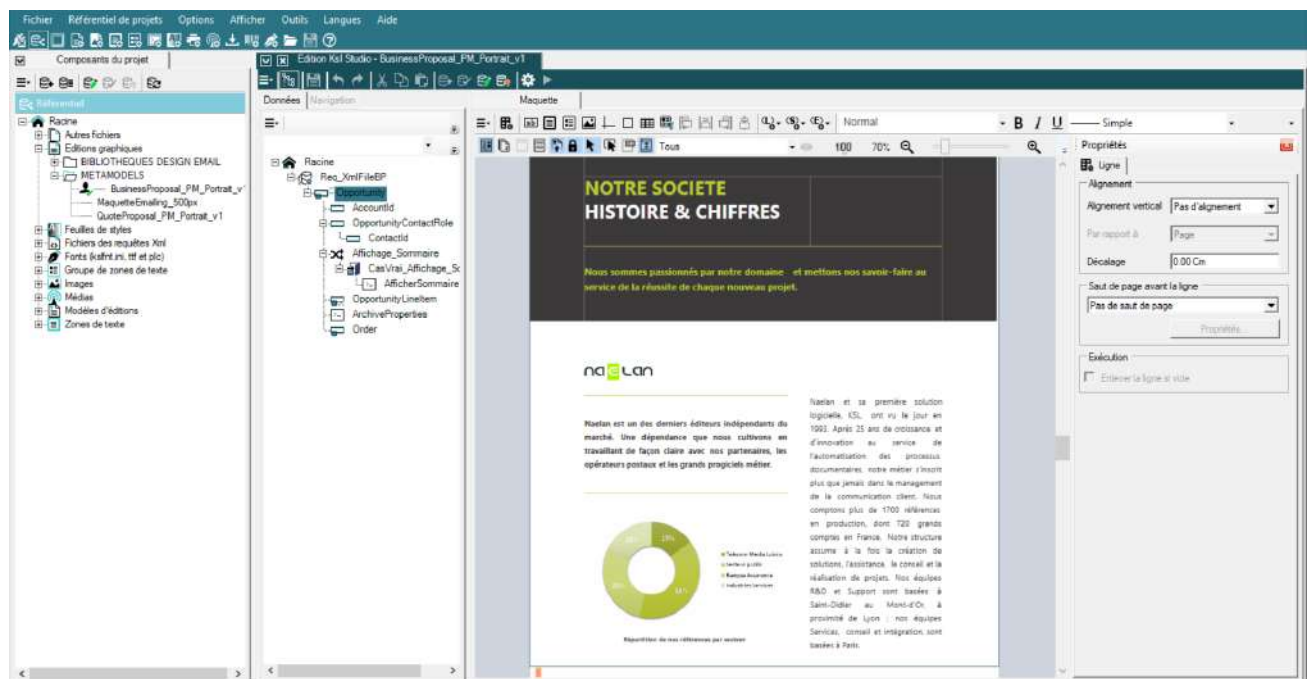 Fichier Référentiel de projets Options Afficher Outils Langues Aide
Composants du projet
Edition Ksl Studio - BusinessProposal_PM_Portrait_v1
Référentiel
Racine
Autres fichiers
Editions graphiques
BIBLIOTHEQUES DESIGN EMAIL
METAMODELS
BusinessProposal_PM_Portrait_v
MaquetteEmailing_500px
QuoteProposal_PM_Portrait_v1
Feuilles de styles
Fichiers des requêtes Xml
Fonts (ksfnt.ini, ttf et plc)
Groupe de zones de texte
Images
Médias
Modèles d'éditions
Zones de texte
Données Navigation
Racine
Req_XmlFileBP
Opportunity
AccountId
OpportunityContactRole
ContactId
Affichage_Sommaire
CasVrai_Affichage_Sc
AfficherSommaire
OpportunityLineItem
ArchiveProperties
Order
Maquette
Normal B I U Simple
Tous 100 70%
NOTRE SOCIETE
HISTOIRE & CHIFFRES
Nous sommes passionnés par notre domaine et mettons nos savoir-faire au
service de la réussite de chaque nouveau projet.
naelan
Naelan est un des derniers éditeurs indépendants du
marché. Une dépendance que nous cultivons en
travaillant de façon claire avec nos partenaires, les
opérateurs postaux et les grands progiciels métier.
Répartition de nos références par secteur
Naelan et sa première solution
logicielle, KSL, ont vu le jour en
1993. Après 25 ans de croissance et
d'innovation au service de
l'automatisation des processus
documentaires, notre métier s'inscrit
plus que jamais dans le management
de la communication client. Nous
comptons plus de 1700 références
en production, dont 720 grands
comptes en France. Notre structure
assume à la fois la création de
solutions, l'assistance, le conseil et la
réalisation de projets. Nos équipes
R&D et Support sont basées à
Saint-Didier au Mont-d'Or, à
proximité de Lyon ; nos équipes
Services, conseil et intégration sont
basées à Paris.
Propriétés
Ligne
Alignement
Alignement vertical Pas d'alignement
Par rapport à Page
Décalage 0.00 Cm
Saut de page avant la ligne
Pas de saut de page
Propriétés...
Exécution
Enlever la ligne si vide